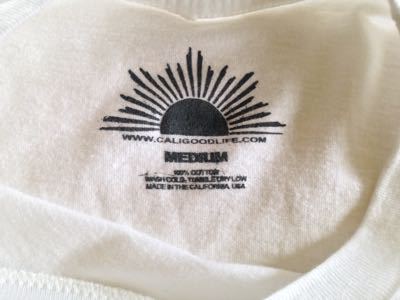 WWW.CALIGOODLIFE.COM
MEDIUM
100% COTTON
WASH COLD - TUMBLE DRY LOW
MADE IN THE CALIFORNIA, USA